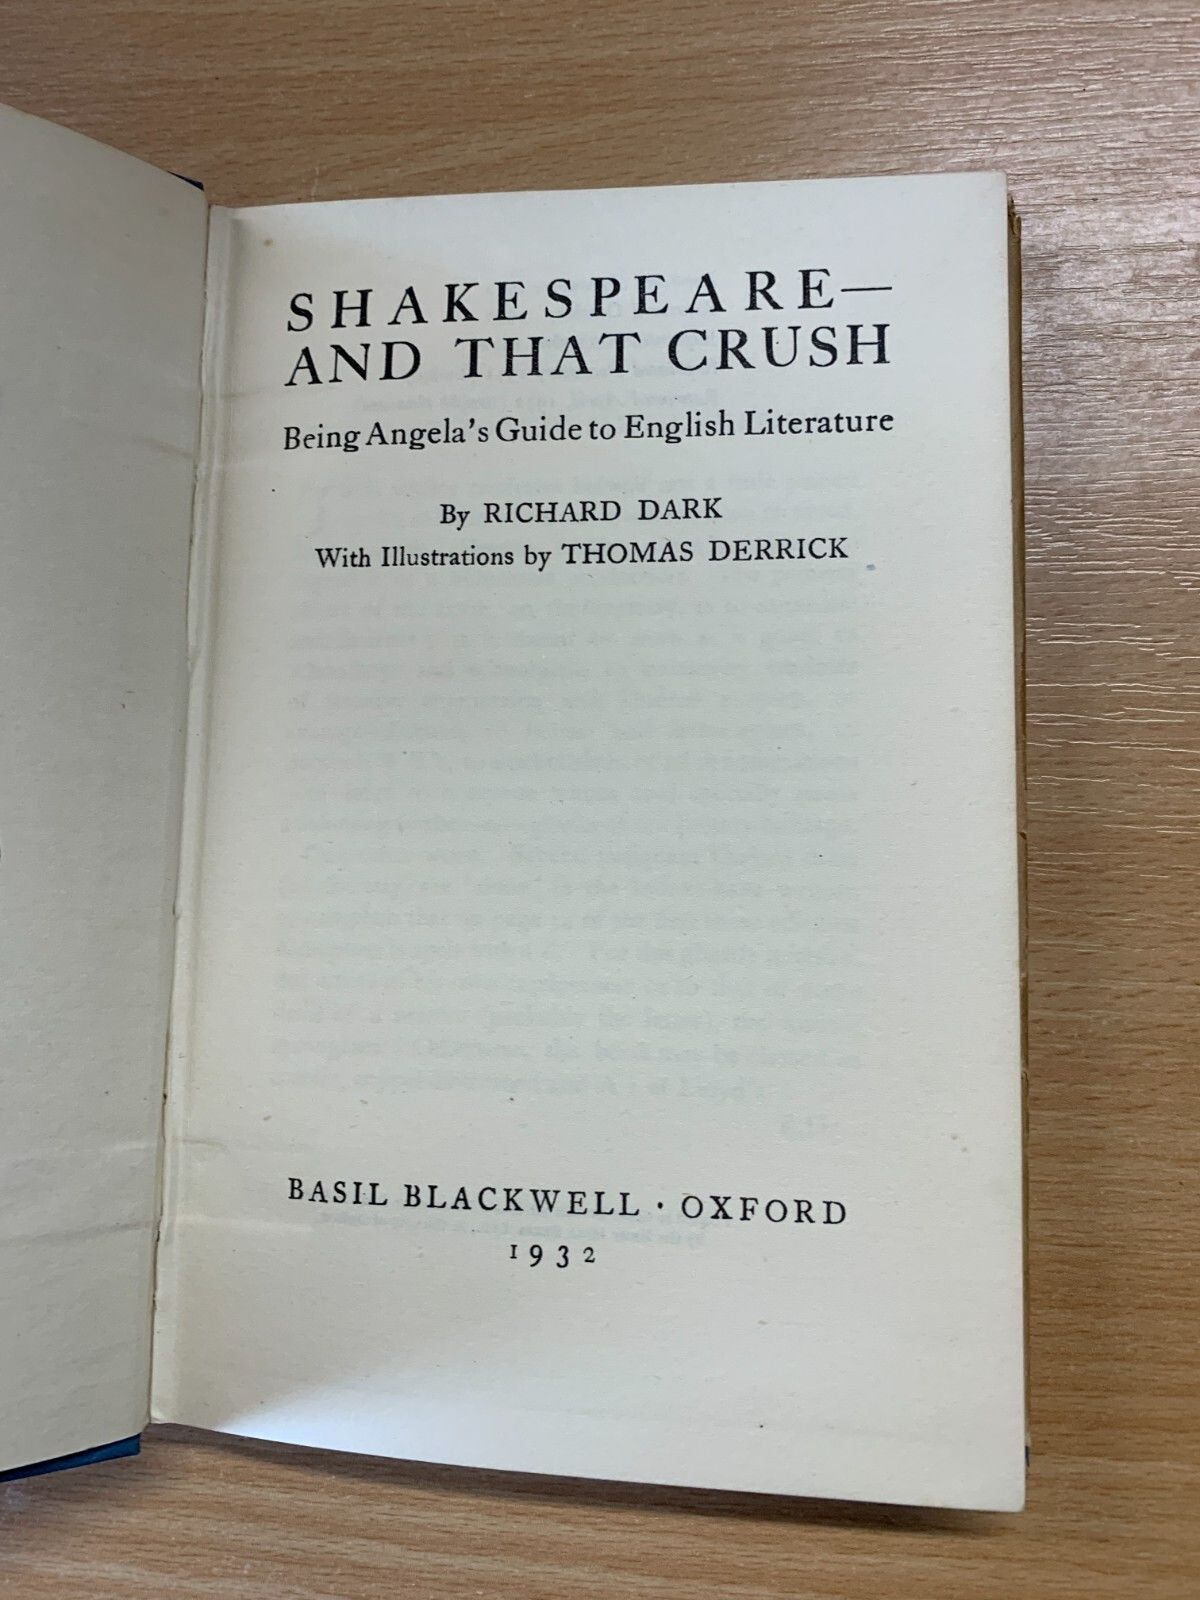 SHAKESPEARE—
AND THAT CRUSH
Being Angela's Guide to English Literature
By RICHARD DARK
With Illustrations by THOMAS DERRICK
BASIL BLACKWELL · OXFORD
1932